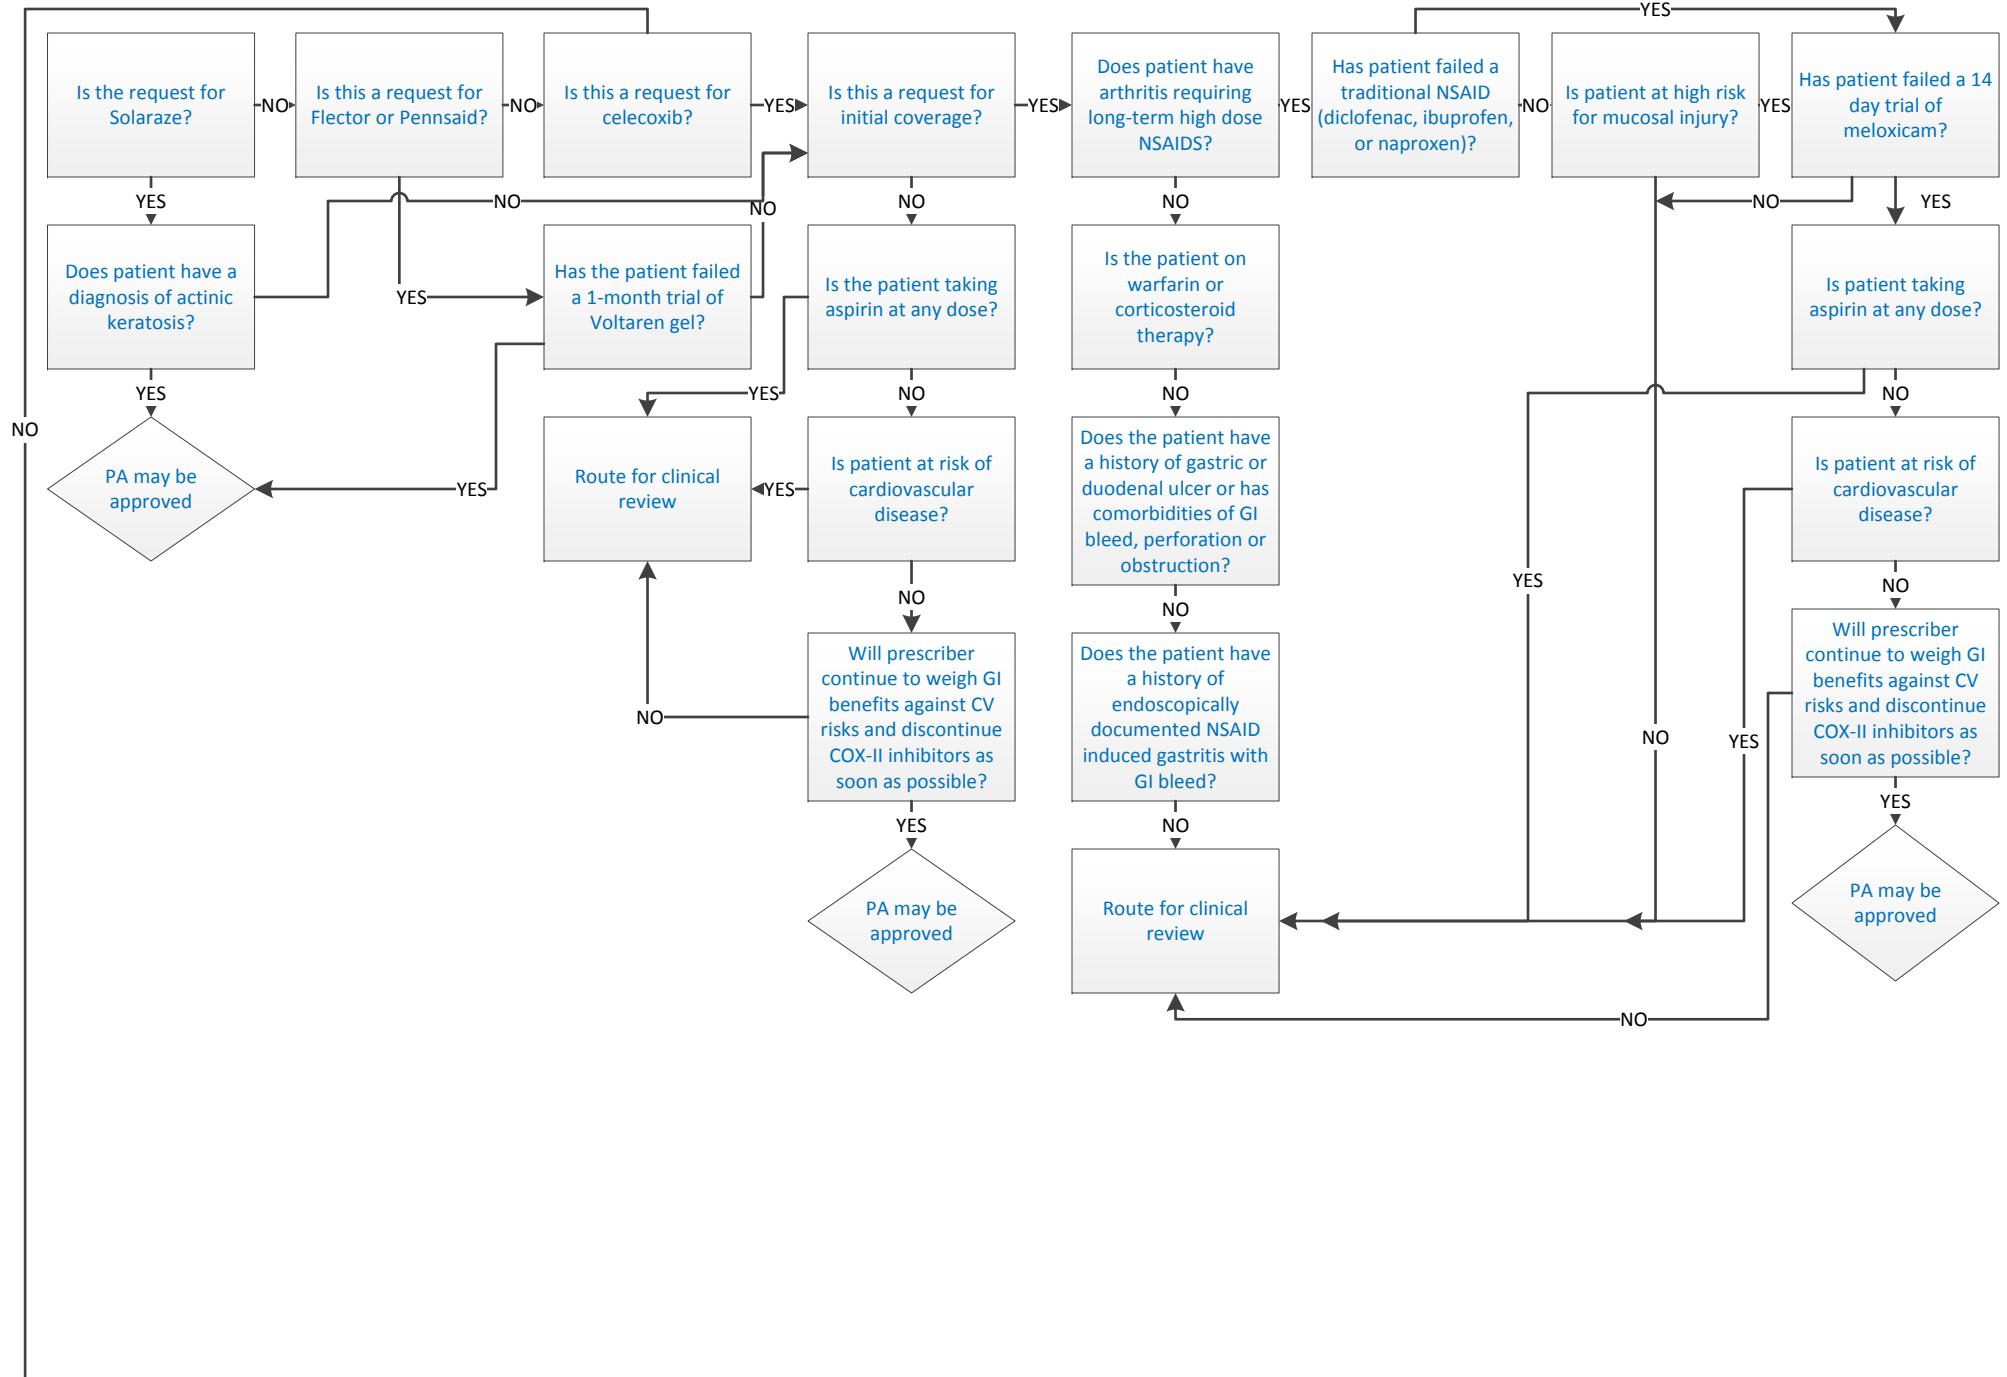 YES
Is the request for
Solaraze?
NO
Is this a request for
Flector or Pennsaid?
NO
Is this a request for
celecoxib?
YES
Is this a request for
initial coverage?
YES
Does patient have
arthritis requiring
long-term high dose
NSAIDS?
YES
Has patient failed a
traditional NSAID
(diclofenac, ibuprofen,
or naproxen)?
NO
Is patient at high risk
for mucosal injury?
YES
Has patient failed a 14
day trial of
meloxicam?
YES
NO
NO
NO
NO
NO
YES
Does patient have a
diagnosis of actinic
keratosis?
YES
Has the patient failed
a 1-month trial of
Voltaren gel?
Is the patient taking
aspirin at any dose?
Is the patient on
warfarin or
corticosteroid
therapy?
Is patient taking
aspirin at any dose?
YES
YES
NO
NO
NO
NO
PA may be
approved
YES
Route for clinical
review
YES
Is patient at risk of
cardiovascular
disease?
Does the patient have
a history of gastric or
duodenal ulcer or has
comorbidities of GI
bleed, perforation or
obstruction?
Is patient at risk of
cardiovascular
disease?
YES
NO
NO
NO
NO
Will prescriber
continue to weigh GI
benefits against CV
risks and discontinue
COX-II inhibitors as
soon as possible?
Does the patient have
a history of
endoscopically
documented NSAID
induced gastritis with
GI bleed?
NO
YES
Will prescriber
continue to weigh GI
benefits against CV
risks and discontinue
COX-II inhibitors as
soon as possible?
YES
NO
YES
PA may be
approved
Route for clinical
review
PA may be
approved
NO